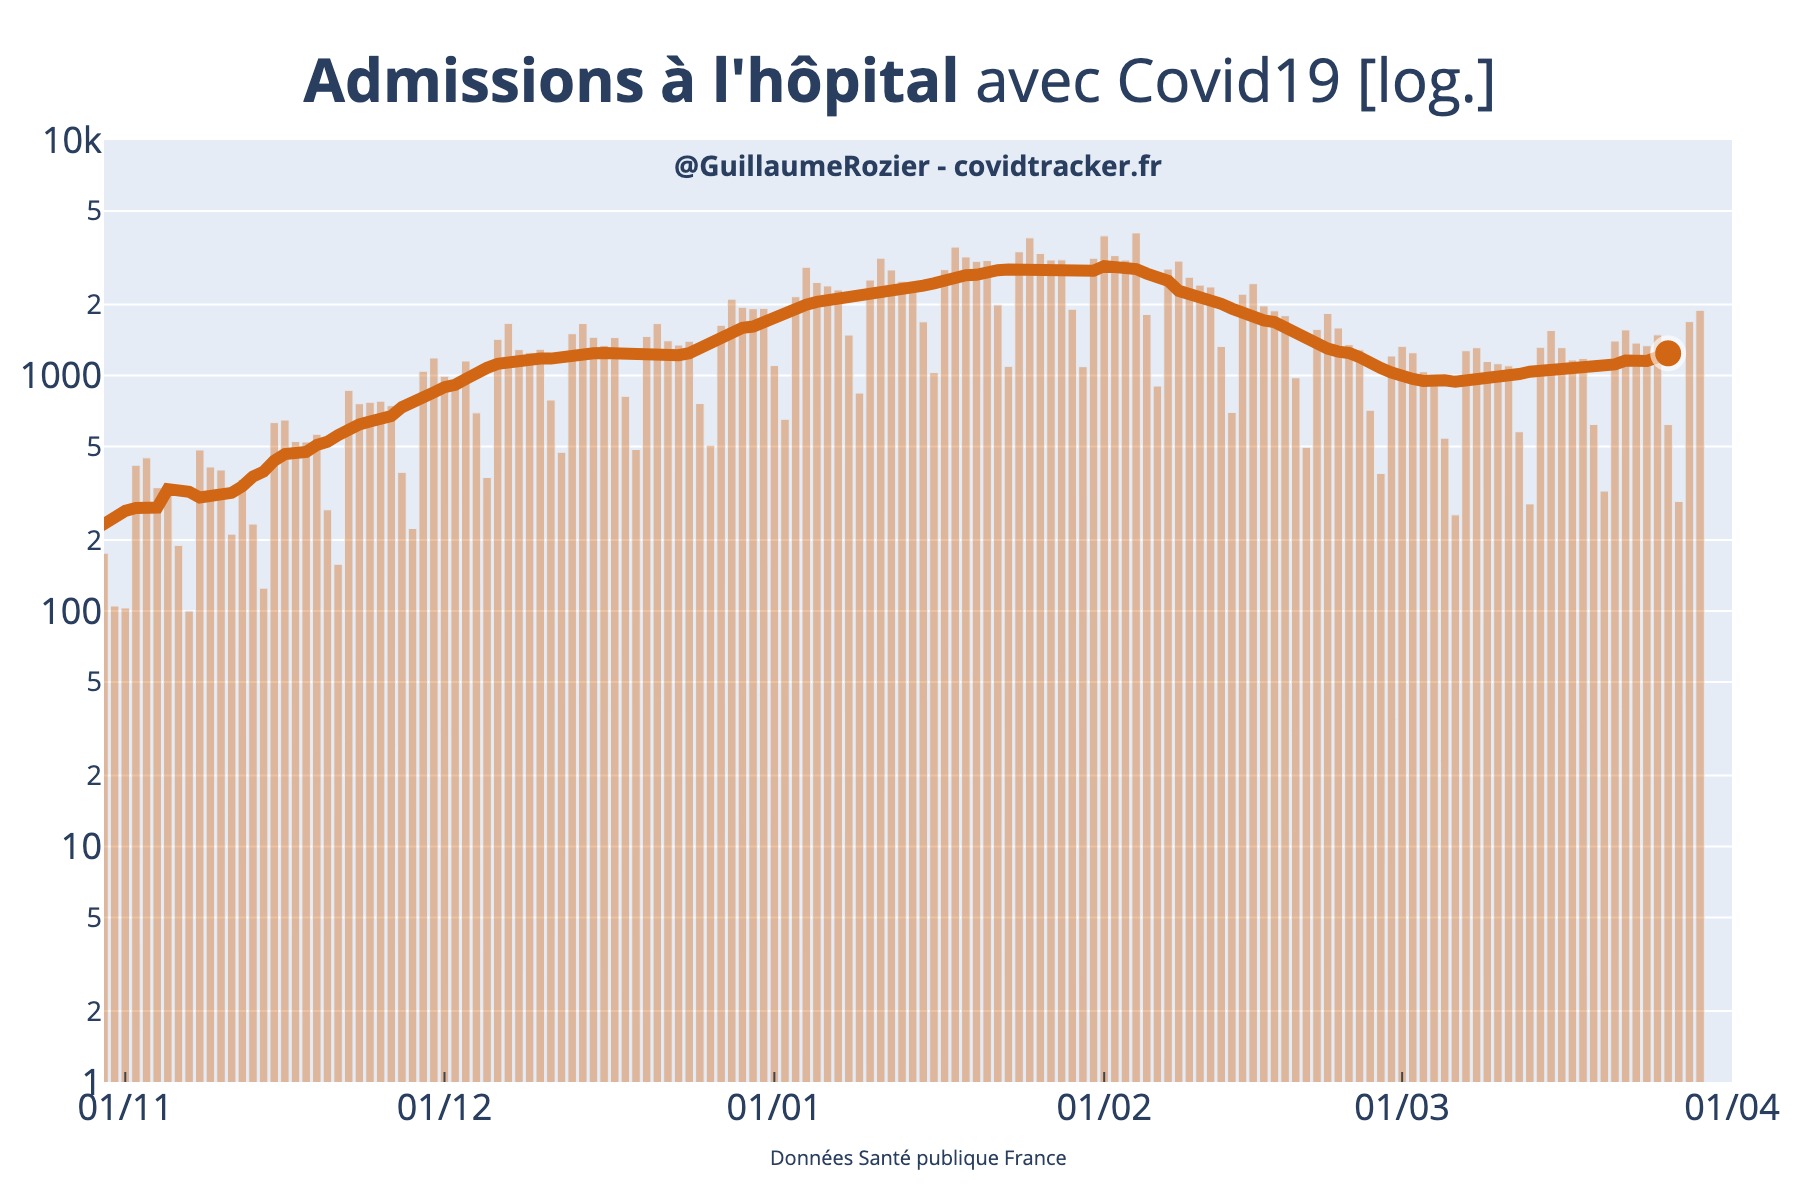 Admissions à l'hôpital avec Covid19 [log.]
@GuillaumeRozier - covidtracker.fr
10k
5
2
1000
5
2
100
5
2
10
5
2
1
01/11 01/12 01/01 01/02 01/03 01/04
Données Santé publique France